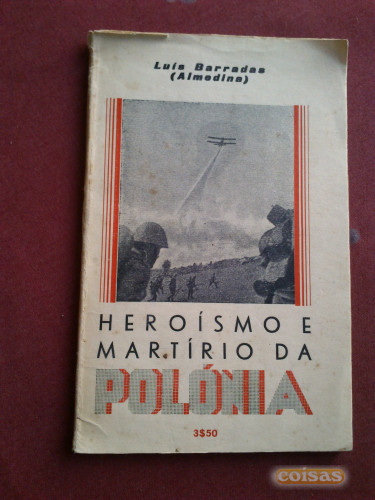 Luís Barradas
(Almedina)
HEROÍSMO E
MARTÍRIO DA
POLÓNIA
3$50
coisas